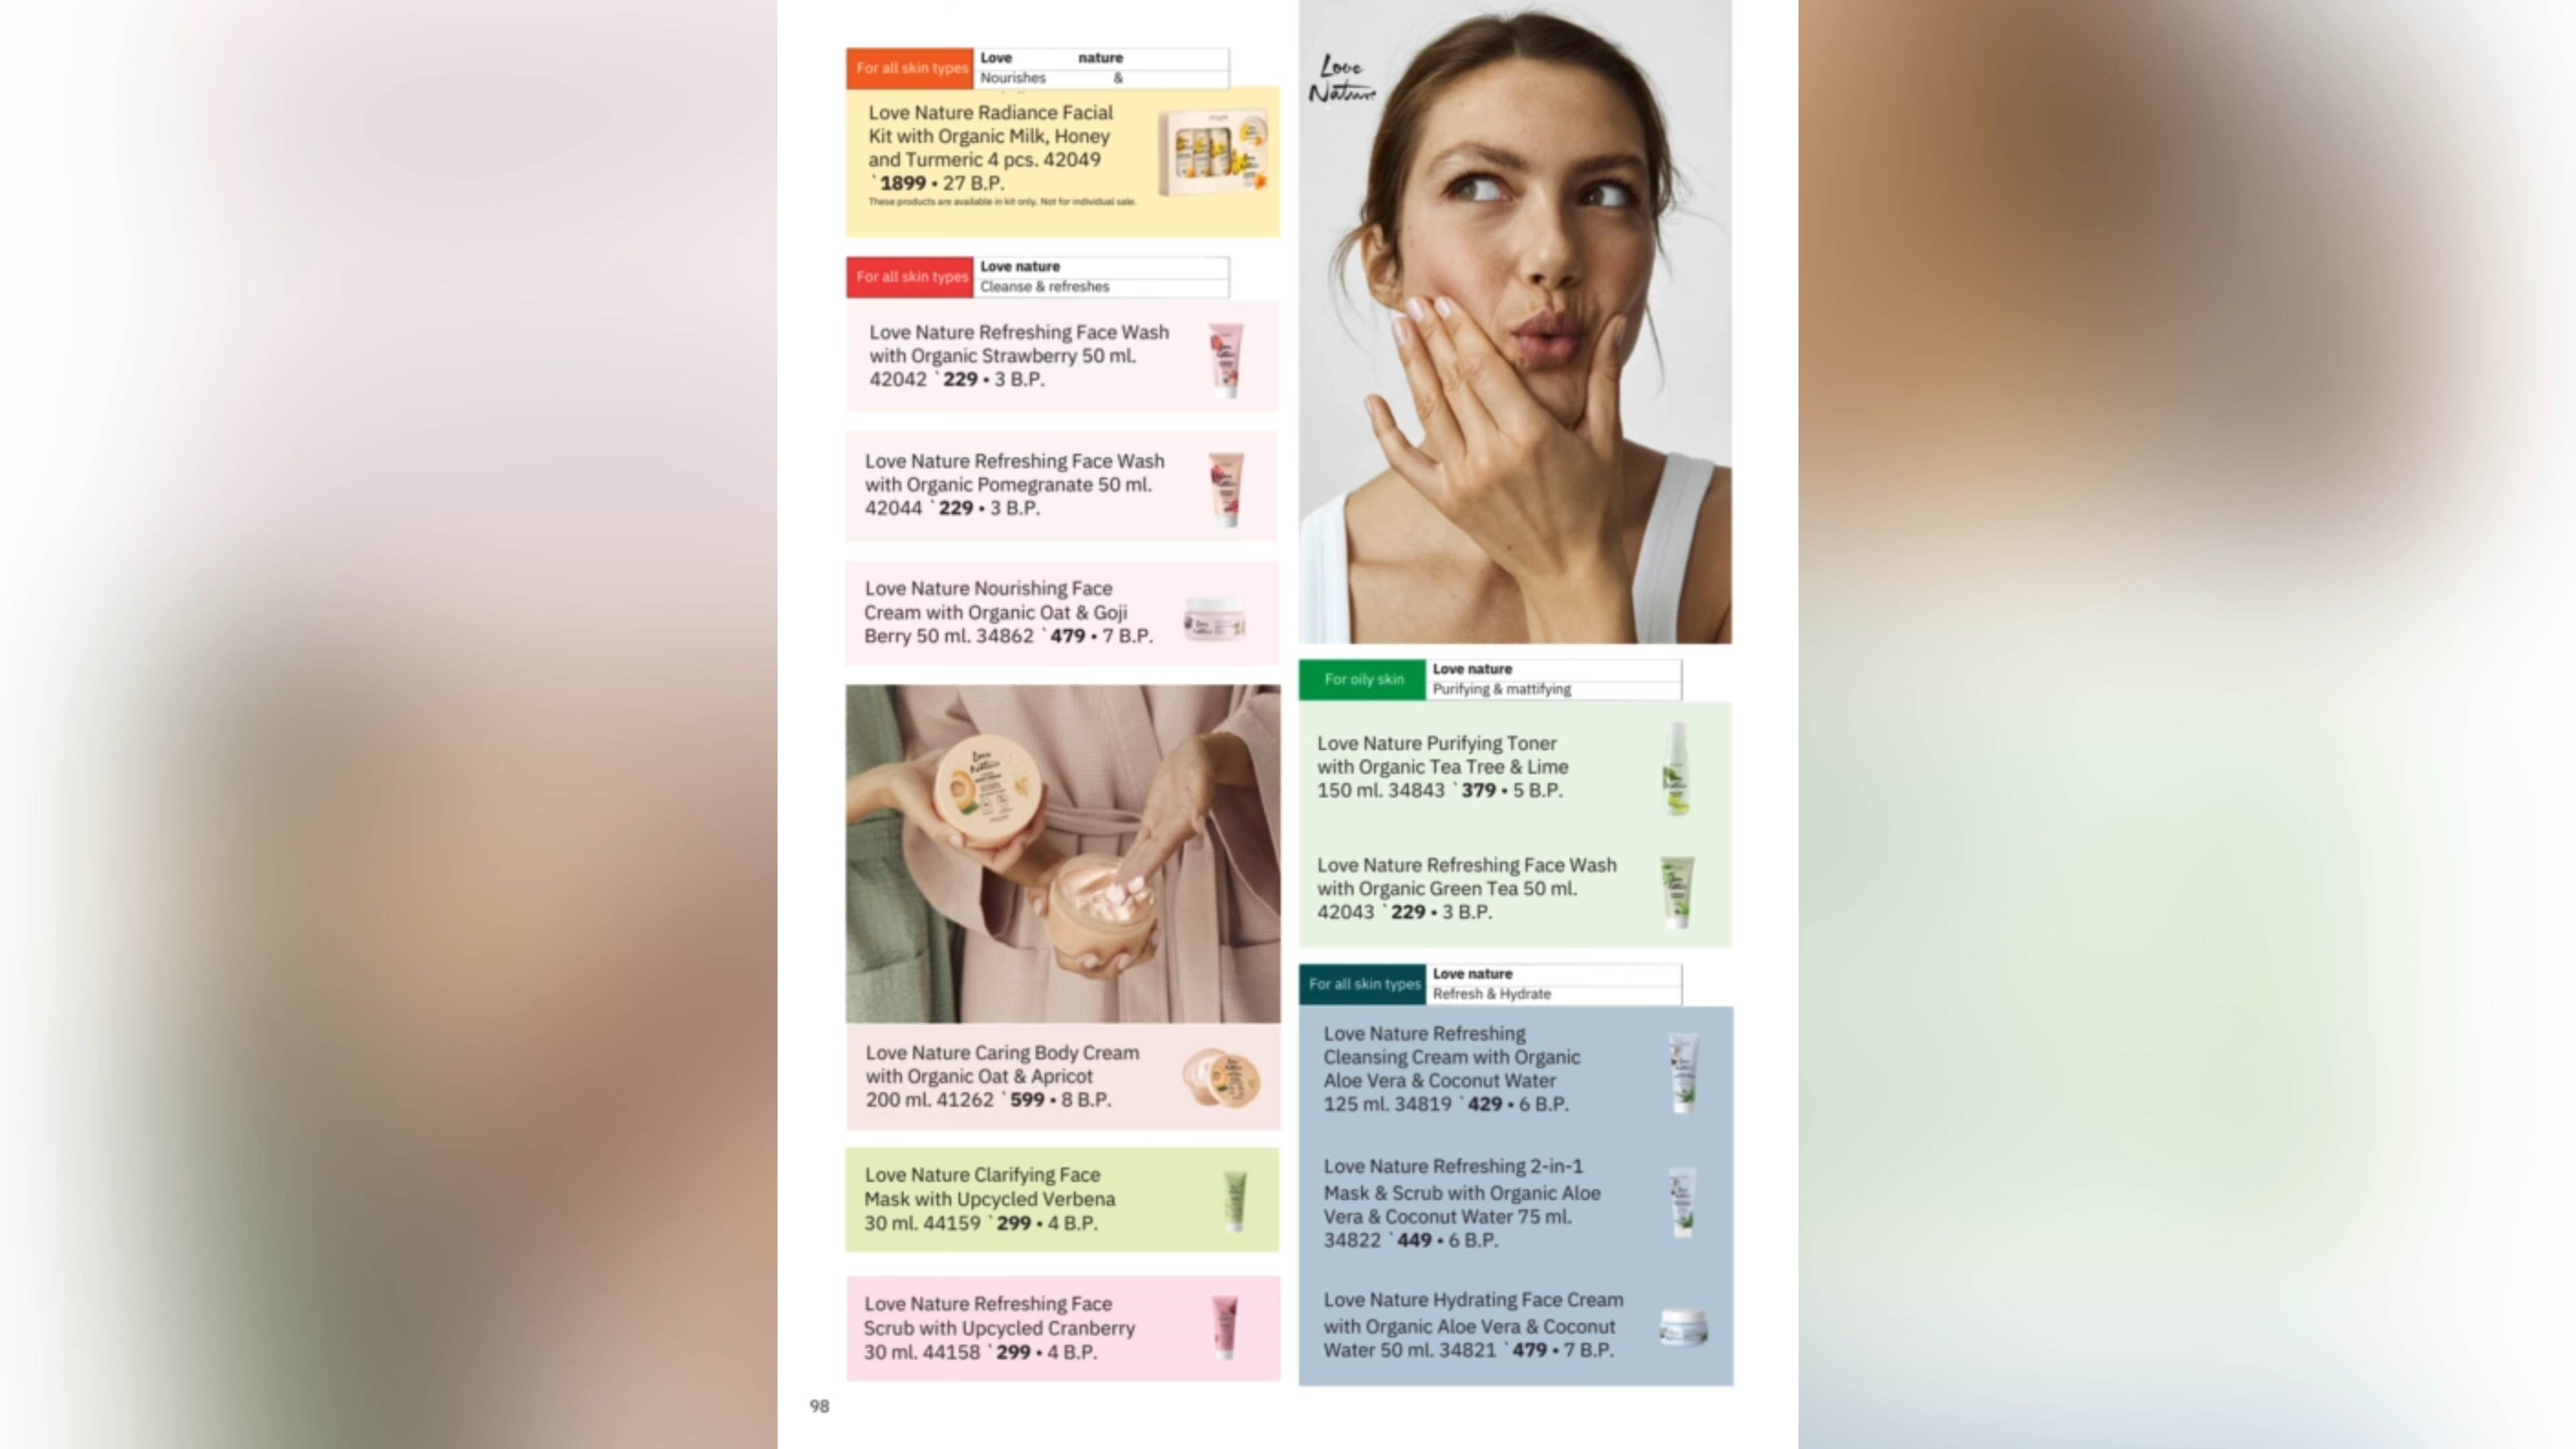 For all skin types
Love nature
Nourishes &
Love Nature Radiance Facial
Kit with Organic Milk, Honey
and Turmeric 4 pcs. 42049
`1899 • 27 B.P.
These products are available in kit only. Not for individual sale.
For all skin types
Love nature
Cleanse & refreshes
Love Nature Refreshing Face Wash
with Organic Strawberry 50 ml.
42042 `229 • 3 B.P.
Love Nature Refreshing Face Wash
with Organic Pomegranate 50 ml.
42044 `229 • 3 B.P.
Love Nature Nourishing Face
Cream with Organic Oat & Goji
Berry 50 ml. 34862 `479 • 7 B.P.
Love
Nature
Love Nature Caring Body Cream
with Organic Oat & Apricot
200 ml. 41262 `599 • 8 B.P.
Love Nature Clarifying Face
Mask with Upcycled Verbena
30 ml. 44159 `299 • 4 B.P.
Love Nature Refreshing Face
Scrub with Upcycled Cranberry
30 ml. 44158 `299 • 4 B.P.
98
Love
Nature
For oily skin
Love nature
Purifying & mattifying
Love Nature Purifying Toner
with Organic Tea Tree & Lime
150 ml. 34843 `379 • 5 B.P.
Love Nature Refreshing Face Wash
with Organic Green Tea 50 ml.
42043 `229 • 3 B.P.
For all skin types
Love nature
Refresh & Hydrate
Love Nature Refreshing
Cleansing Cream with Organic
Aloe Vera & Coconut Water
125 ml. 34819 `429 • 6 B.P.
Love Nature Refreshing 2-in-1
Mask & Scrub with Organic Aloe
Vera & Coconut Water 75 ml.
34822 `449 • 6 B.P.
Love Nature Hydrating Face Cream
with Organic Aloe Vera & Coconut
Water 50 ml. 34821 `479 • 7 B.P.